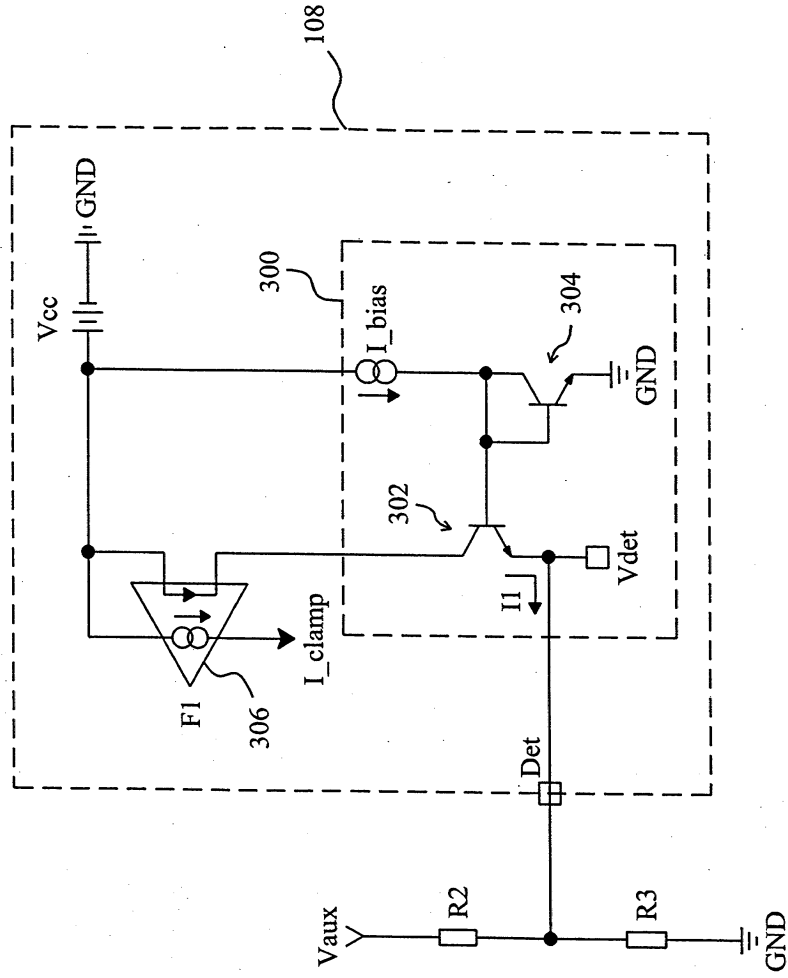 108
Vcc
GND
300
I_bias
304
GND
302
Vdet
I1
F1
306
I_clamp
Det
Vaux
R2
R3
GND